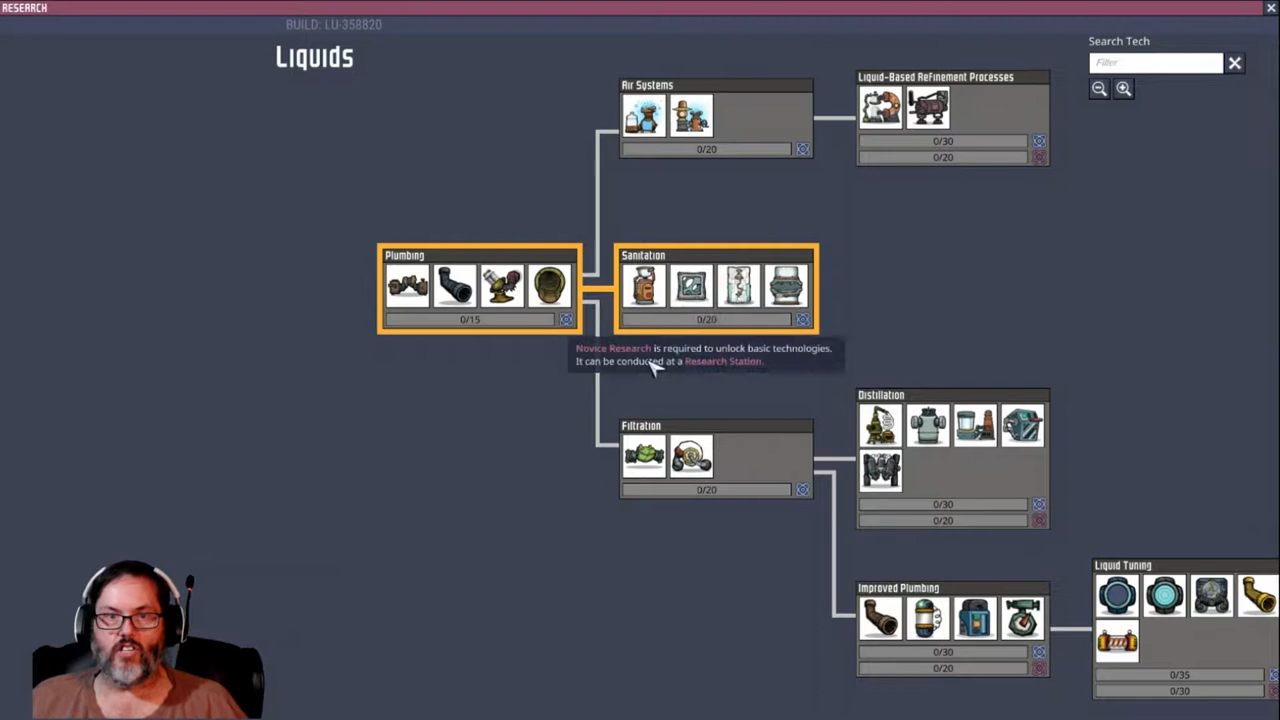 RESEARCH
BUILD: LU-358820
Liquids
Search Tech
Filter
Air Systems
0/20
Liquid-Based Refinement Processes
0/30
0/20
Plumbing
0/15
Sanitation
0/20
Novice Research is required to unlock basic technologies.
It can be conducted at a Research Station.
Filtration
0/20
Distillation
0/30
0/20
Improved Plumbing
0/30
0/20
Liquid Tuning
0/35
0/30